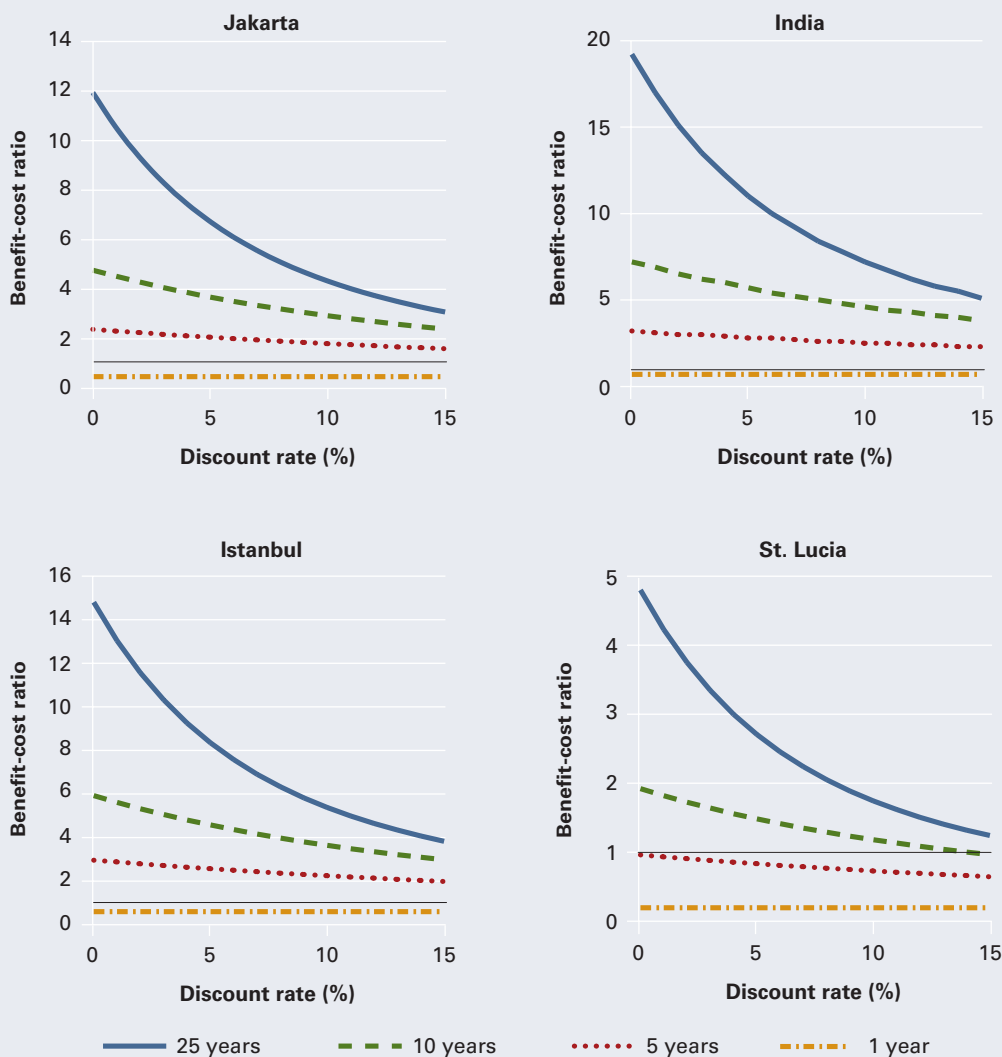 Jakarta
14
12
10
8
6
4
2
0
Benefit-cost ratio
0 5 10 15
Discount rate (%)
India
20
15
10
5
0
Benefit-cost ratio
0 5 10 15
Discount rate (%)
Istanbul
16
14
12
10
8
6
4
2
0
Benefit-cost ratio
0 5 10 15
Discount rate (%)
St. Lucia
5
4
3
2
1
0
Benefit-cost ratio
0 5 10 15
Discount rate (%)
25 years 10 years 5 years 1 year